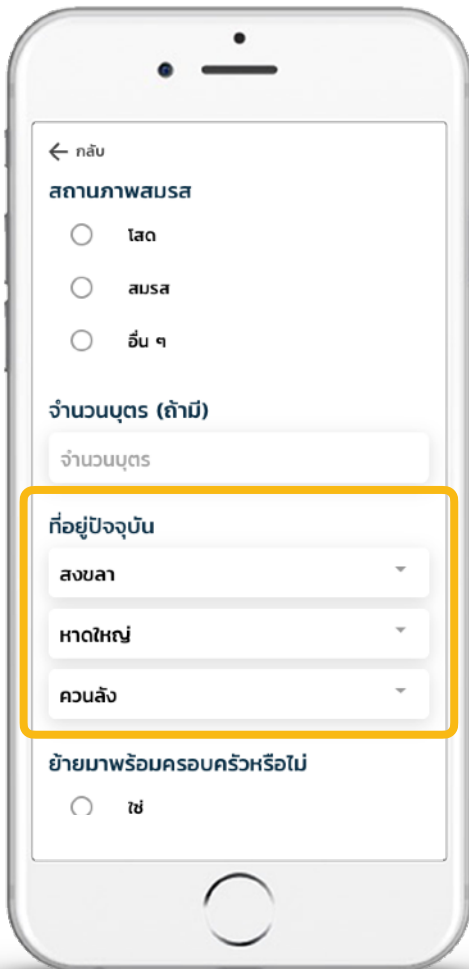 ← กลับ
สถานภาพสมรส
โสด
สมรส
อื่น ๆ
จำนวนบุตร (ถ้ามี)
จำนวนบุตร
ที่อยู่ปัจจุบัน
สงขลา
หาดใหญ่
ควนลัง
ย้ายมาพร้อมครอบครัวหรือไม่
ใช่